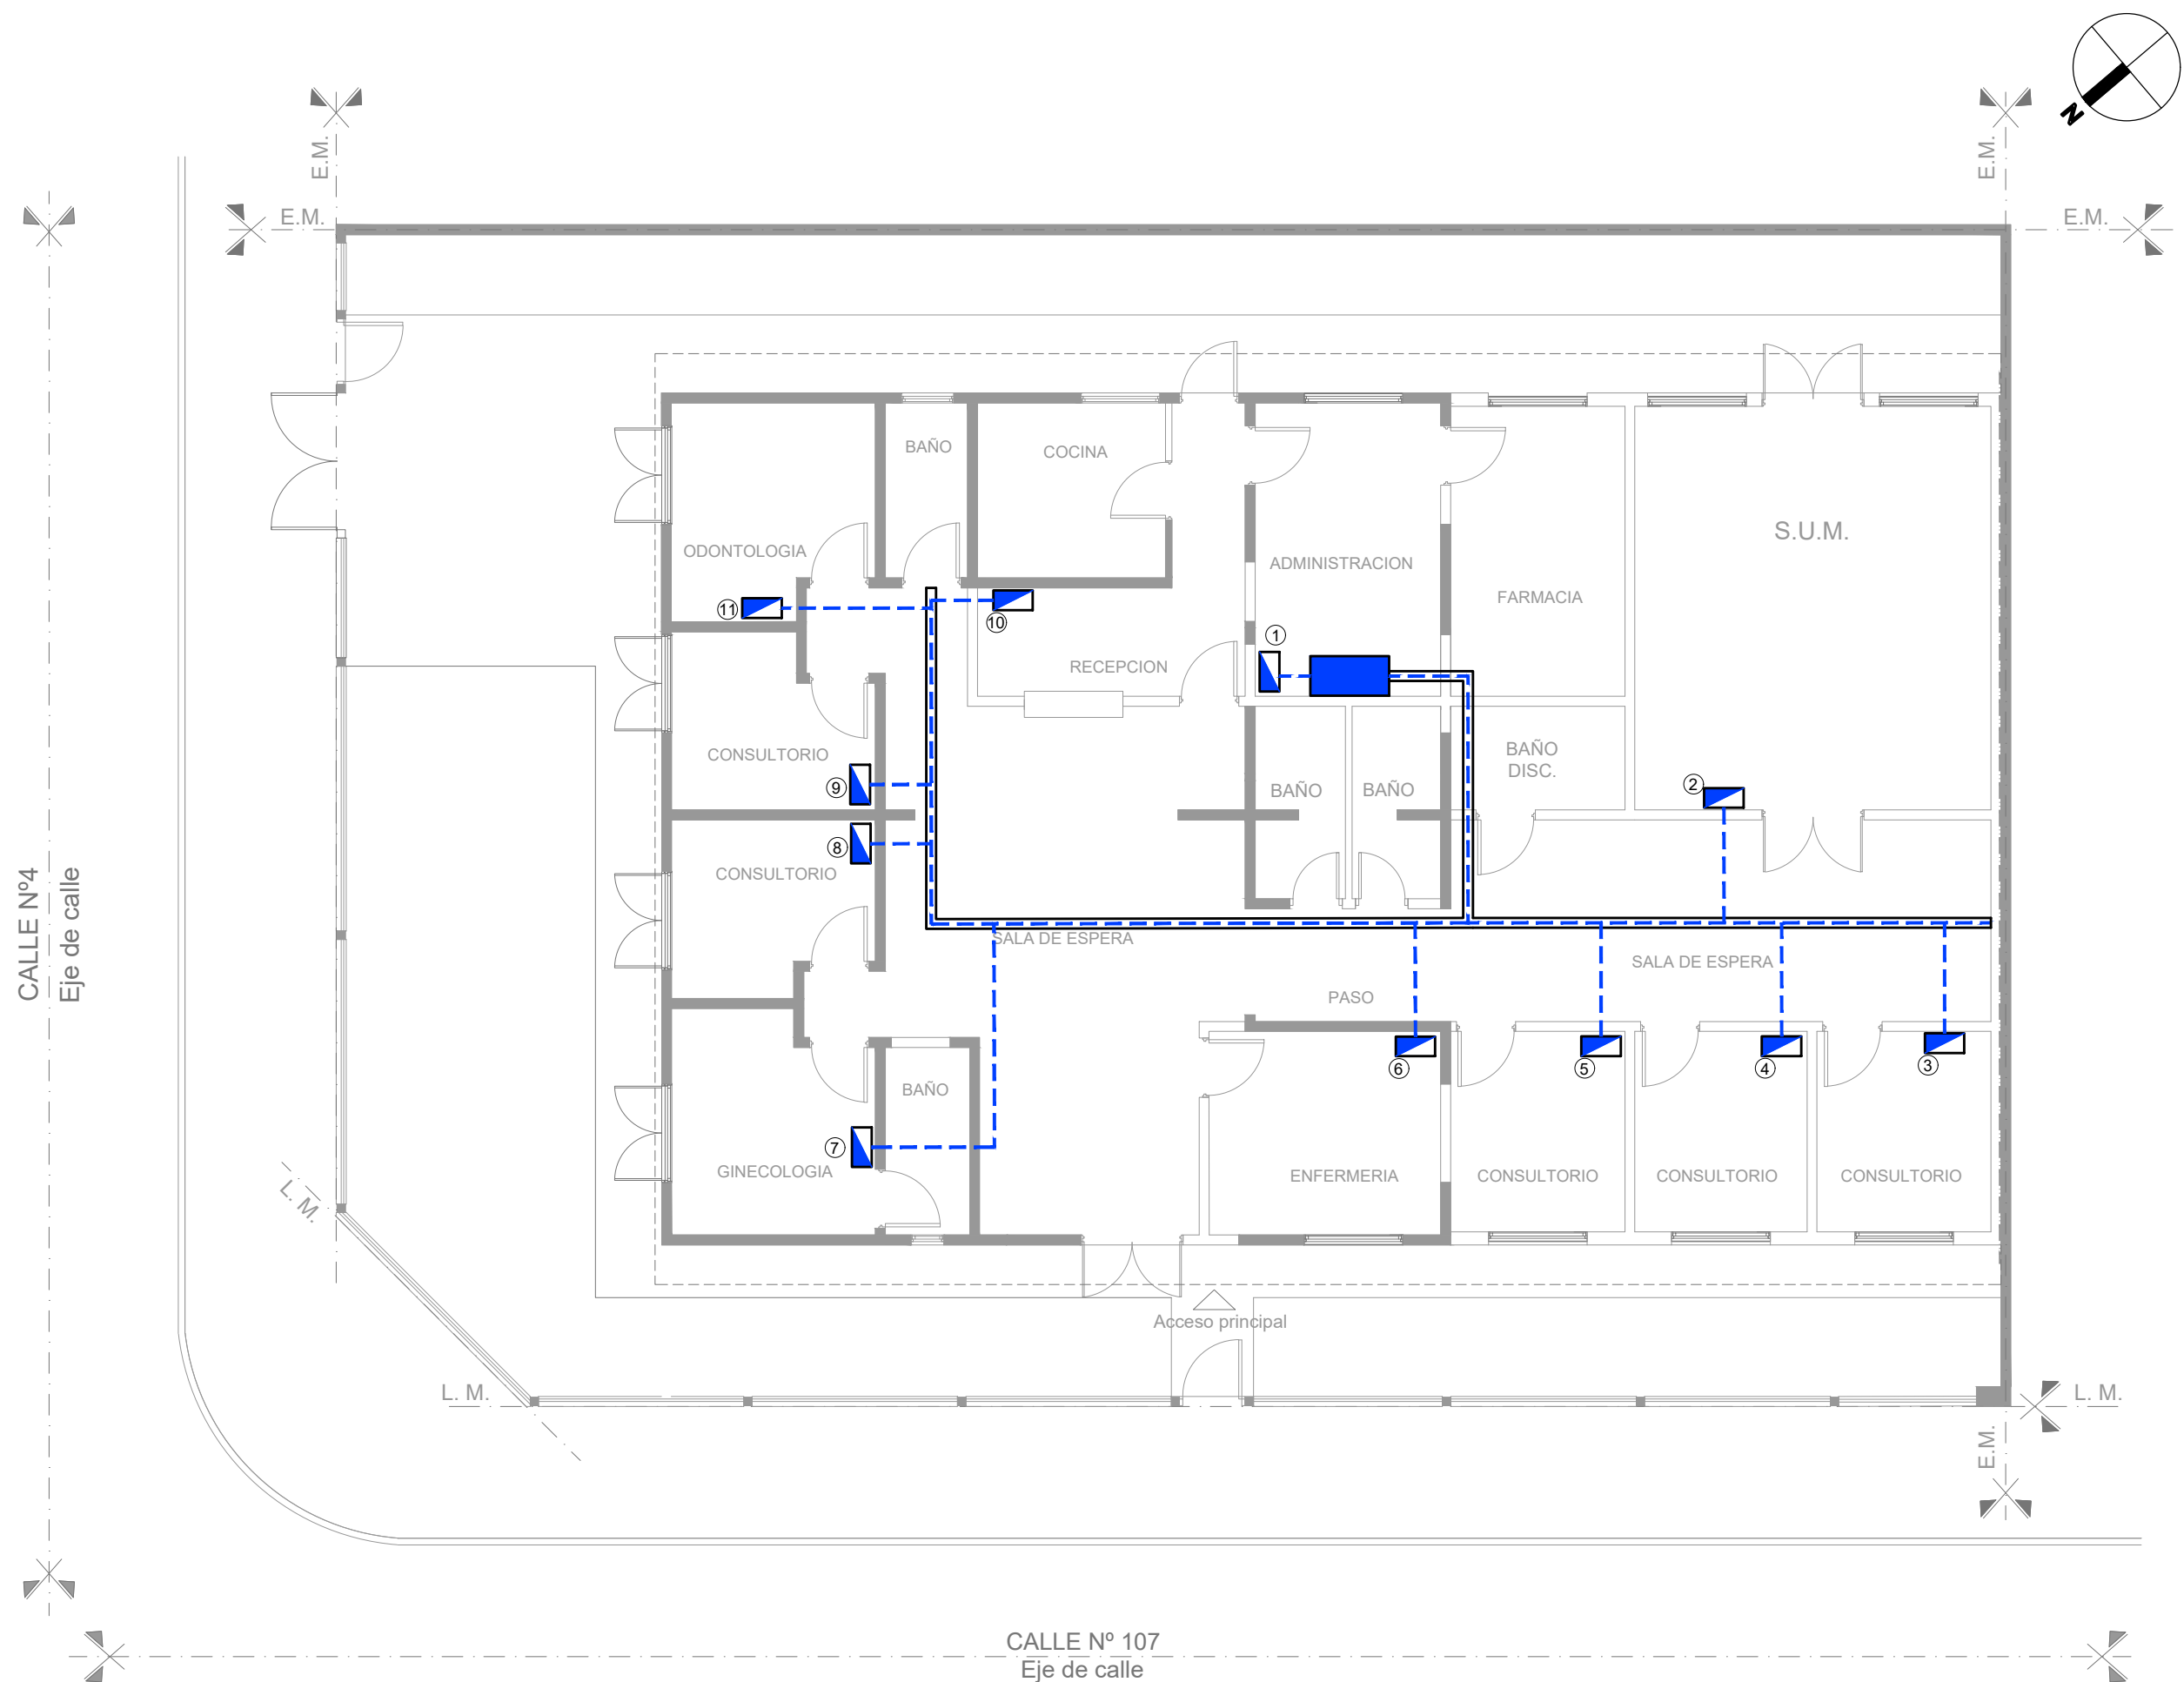 N
E.M.
E.M.
E.M.
E.M.
BAÑO
COCINA
S.U.M.
ODONTOLOGIA
ADMINISTRACION
FARMACIA
11
10
1
RECEPCION
CONSULTORIO
BAÑO
DISC.
9
BAÑO
BAÑO
2
8
CONSULTORIO
CALLE Nº4
Eje de calle
SALA DE ESPERA
SALA DE ESPERA
PASO
6
5
4
3
BAÑO
7
GINECOLOGIA
ENFERMERIA
CONSULTORIO
CONSULTORIO
CONSULTORIO
L. M.
Acceso principal
L. M.
L. M.
E.M.
CALLE Nº 107
Eje de calle